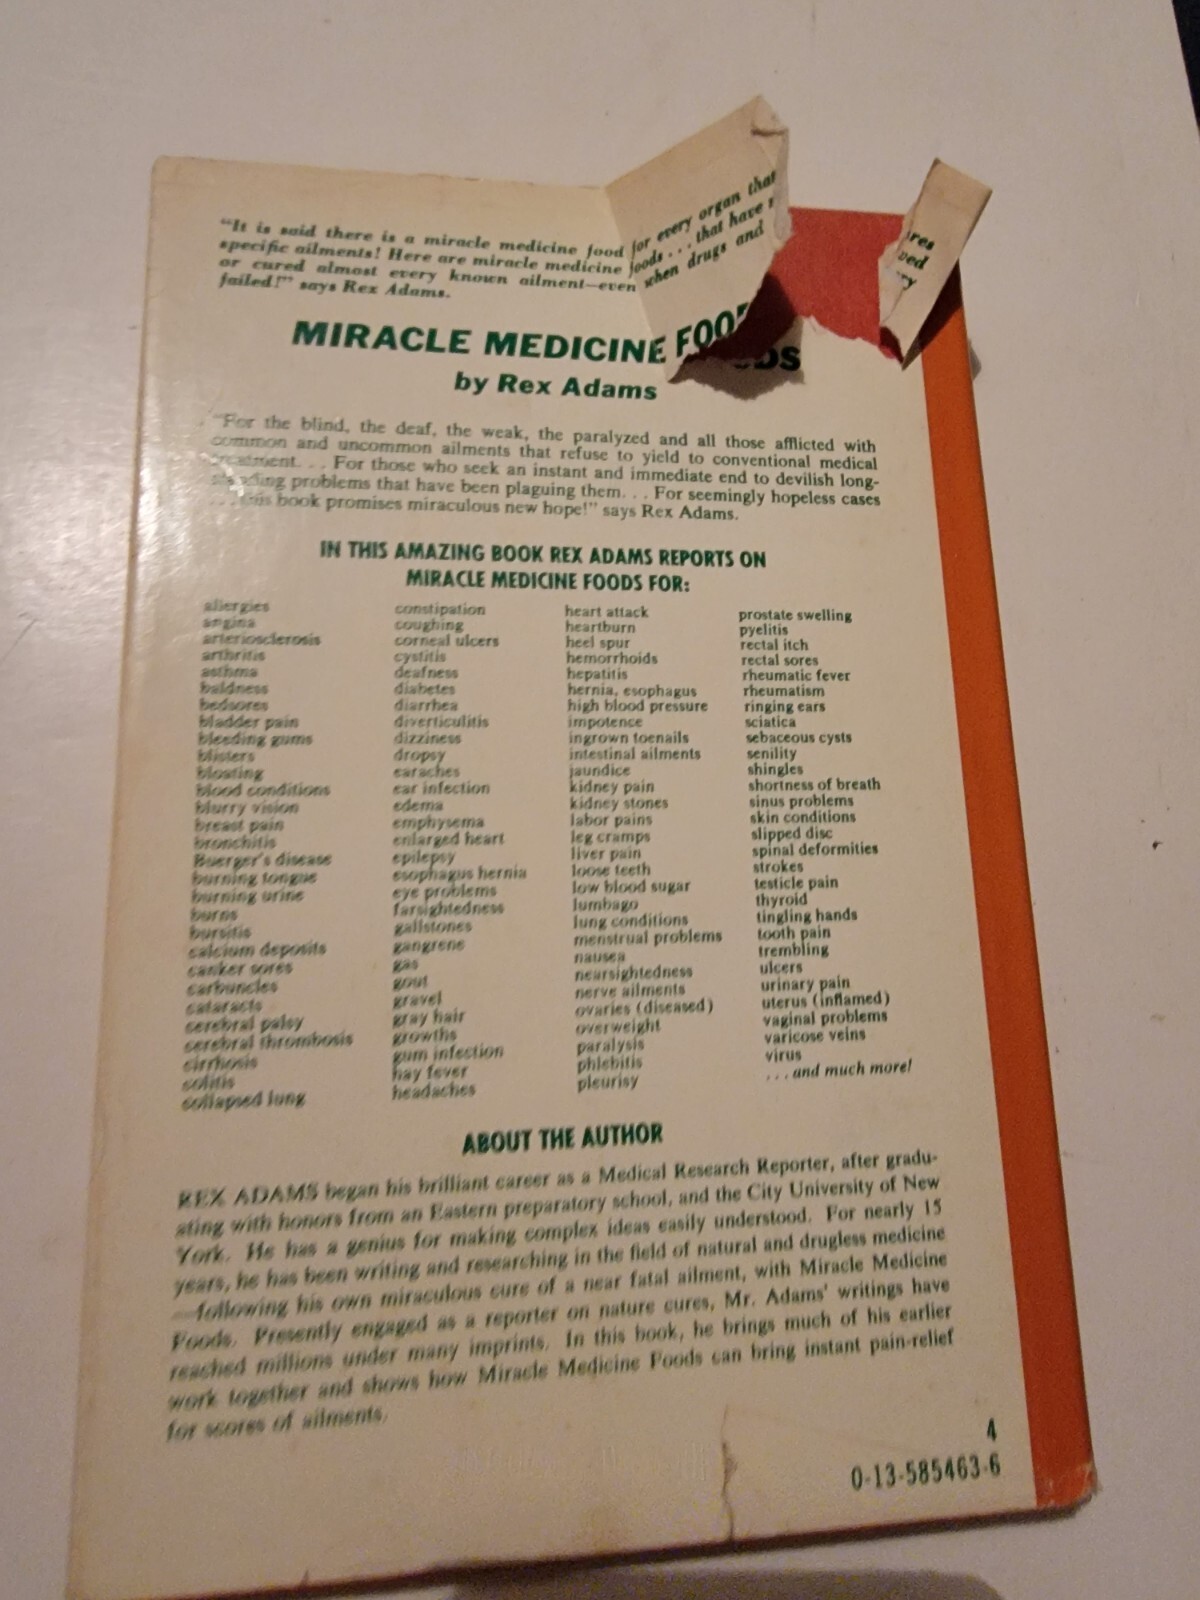 "It is said there is a miracle medicine food for every organ that
specific ailments! Here are miracle medicine foods . . . that have
or cured almost every known ailment—even when drugs and
failed!" says Rex Adams.
ures
ved
MIRACLE MEDICINE FOODS
by Rex Adams
"For the blind, the deaf, the weak, the paralyzed and all those afflicted with
common and uncommon ailments that refuse to yield to conventional medical
treatment. . . For those who seek an instant and immediate end to devilish long-
standing problems that have been plaguing them. . . For seemingly hopeless cases
. . . this book promises miraculous new hope!" says Rex Adams.
IN THIS AMAZING BOOK REX ADAMS REPORTS ON
MIRACLE MEDICINE FOODS FOR:
allergies
angina
arteriosclerosis
arthritis
asthma
baldness
bedsores
bladder pain
bleeding gums
blisters
bloating
blood conditions
blurry vision
breast pain
bronchitis
Buerger's disease
burning tongue
burning urine
burns
bursitis
calcium deposits
canker sores
carbuncles
cataracts
cerebral palsy
cerebral thrombosis
cirrhosis
colitis
collapsed lung
constipation
coughing
corneal ulcers
cystitis
deafness
diabetes
diarrhea
diverticulitis
dizziness
dropsy
earaches
ear infection
edema
emphysema
enlarged heart
epilepsy
esophagus hernia
eye problems
farsightedness
gallstones
gangrene
gas
gout
gravel
gray hair
growths
gum infection
hay fever
headaches
heart attack
heartburn
heel spur
hemorrhoids
hepatitis
hernia, esophagus
high blood pressure
impotence
ingrown toenails
intestinal ailments
jaundice
kidney pain
kidney stones
labor pains
leg cramps
liver pain
loose teeth
low blood sugar
lumbago
lung conditions
menstrual problems
nausea
nearsightedness
nerve ailments
ovaries (diseased)
overweight
paralysis
phlebitis
pleurisy
prostate swelling
pyelitis
rectal itch
rectal sores
rheumatic fever
rheumatism
ringing ears
sciatica
sebaceous cysts
senility
shingles
shortness of breath
sinus problems
skin conditions
slipped disc
spinal deformities
strokes
testicle pain
thyroid
tingling hands
tooth pain
trembling
ulcers
urinary pain
uterus (inflamed)
vaginal problems
varicose veins
virus
. . . and much more!
ABOUT THE AUTHOR
REX ADAMS began his brilliant career as a Medical Research Reporter, after gradu-
ating with honors from an Eastern preparatory school, and the City University of New
York. He has a genius for making complex ideas easily understood. For nearly 15
years, he has been writing and researching in the field of natural and drugless medicine
—following his own miraculous cure of a near fatal ailment, with Miracle Medicine
Foods. Presently engaged as a reporter on nature cures, Mr. Adams' writings have
reached millions under many imprints. In this book, he brings much of his earlier
work together and shows how Miracle Medicine Foods can bring instant pain-relief
for scores of ailments.
4
0-13-585463-6